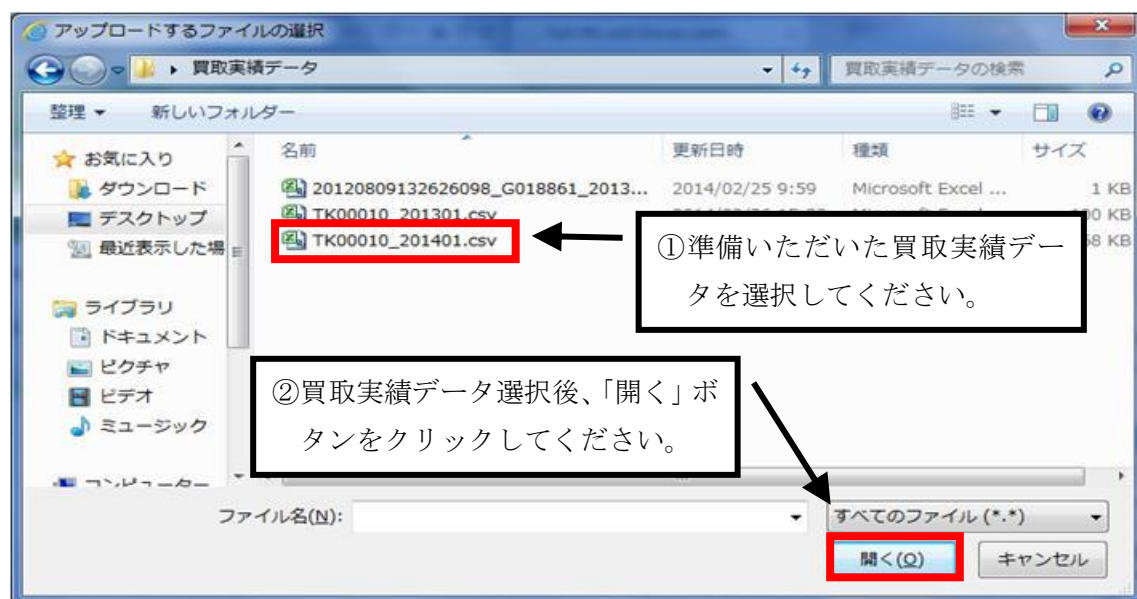 アップロードするファイルの選択
買取実績データ
買取実績データの検索
整理
新しいフォルダー
お気に入り
ダウンロード
デスクトップ
最近表示した場
ライブラリ
ドキュメント
ピクチャ
ビデオ
ミュージック
コンピューター
名前 更新日時 種類 サイズ
20120809132626098_G018861_2013... 2014/02/25 9:59 Microsoft Excel ... 1 KB
TK00010_201301.csv
TK00010_201401.csv
①準備いただいた買取実績デー
タを選択してください。
②買取実績データ選択後、「開く」ボ
タンをクリックしてください。
ファイル名(N):
すべてのファイル (*.*)
開く(O)
キャンセル